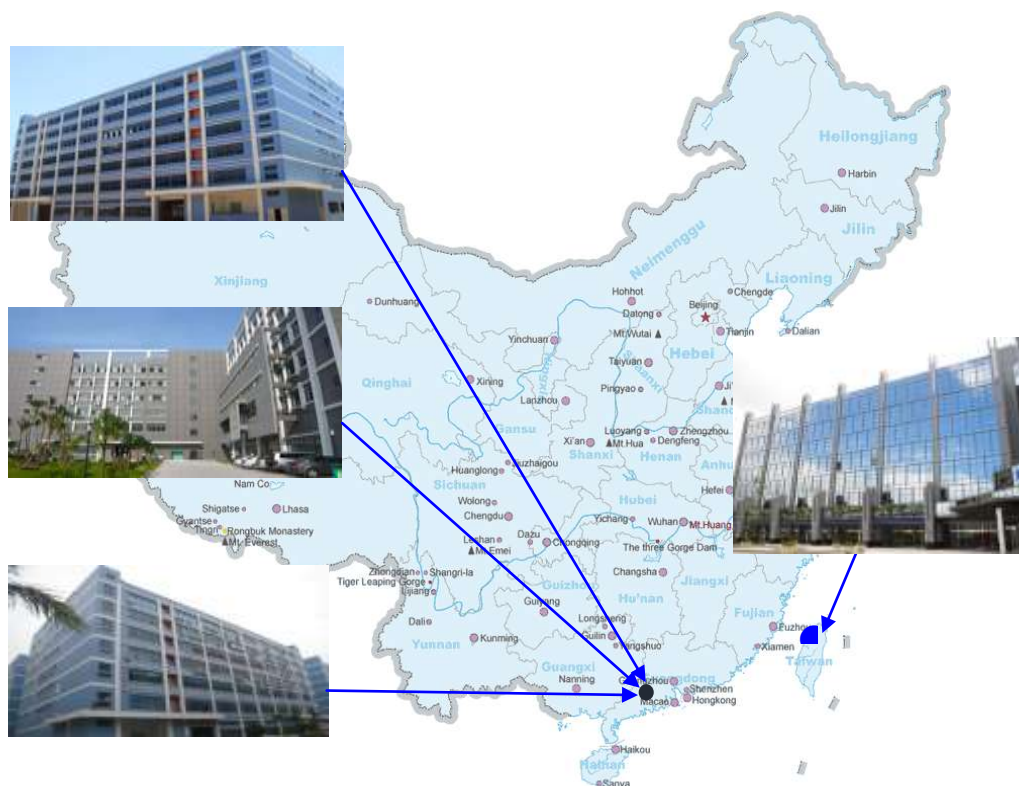 Heilongjiang
Harbin
Jilin
Jilin
Neimenggu
Liaoning
Xinjiang
Dunhuang
Hohhot
Chengde
Beijing
Datong
Yinchuan
Mt.Wutai
Tianjin
Dalian
Hebei
Taiyuan
Qinghai
Xining
Pingyao
Lanzhou
Gansu
Luoyang
Zhengzhou
Xi'an
Mt.Hua
Dengfeng
Shanxi
Henan
Huanglong
Jiuzhaigou
Sichuan
Nam Co
Hefei
Wolong
Hubei
Shigatse
Lhasa
Chengdu
Yichang
Wuhan
Mt.Huang
Gyantse
Tingri
Rongbuk Monastery
Mt. Everest
Leshan
Dazu
Chongqing
Mt.Emei
The three Gorge Dam
Zhongdian
Shangri-la
Changsha
Jiangxi
Tiger Leaping Gorge
Lijiang
Guizhou
Hu'nan
Guiyang
Fujian
Longsheng
Fuzhou
Dali
Guilin
Yunnan
Kunming
Yangshuo
Xiamen
Taiwan
Guangxi
Nanning
Shenzhen
Macao
Hongkong
Haikou
Hainan
Sanya